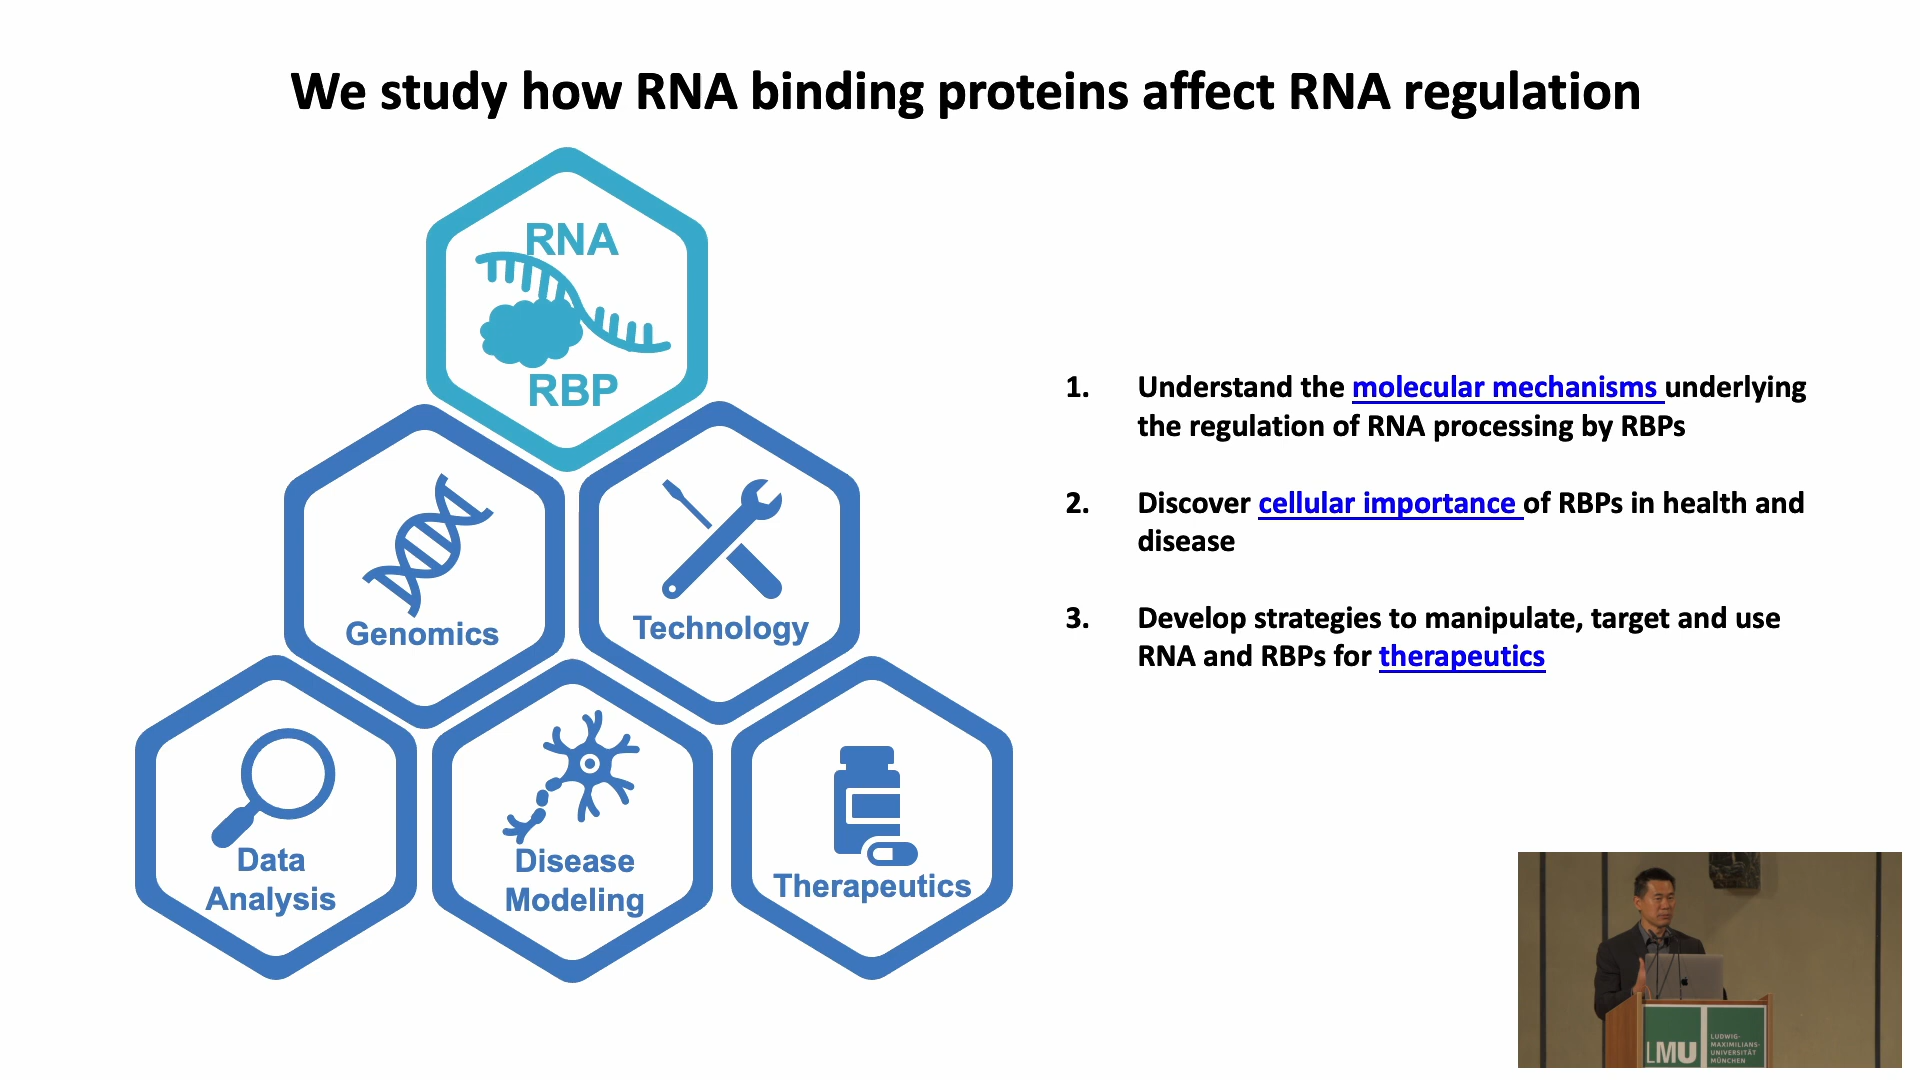 We study how RNA binding proteins affect RNA regulation
RNA
RBP
Genomics
Technology
Data
Analysis
Disease
Modeling
Therapeutics
1. Understand the molecular mechanisms underlying
the regulation of RNA processing by RBPs
2. Discover cellular importance of RBPs in health and
disease
3. Develop strategies to manipulate, target and use
RNA and RBPs for therapeutics
LMU
LUDWIG-
MAXIMILIANS-
UNIVERSITÄT
MÜNCHEN